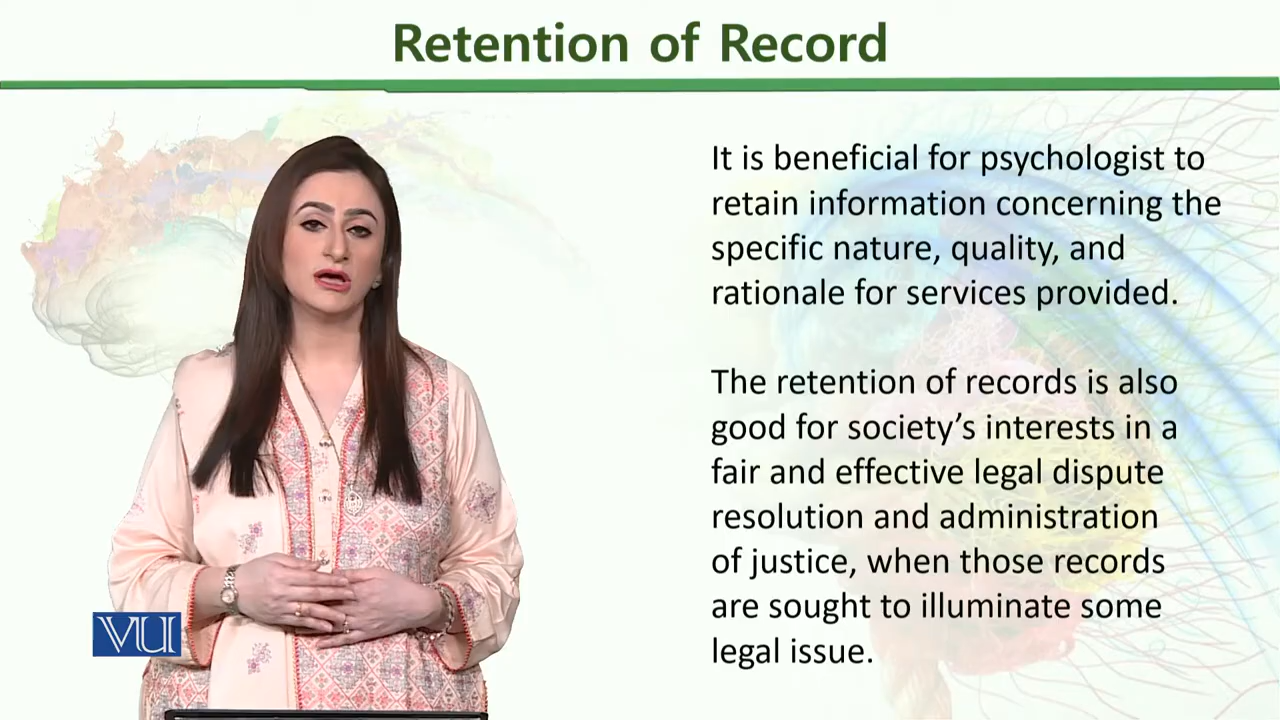 Retention of Record
It is beneficial for psychologist to
retain information concerning the
specific nature, quality, and
rationale for services provided.
The retention of records is also
good for society's interests in a
fair and effective legal dispute
resolution and administration
of justice, when those records
are sought to illuminate some
legal issue.
VU